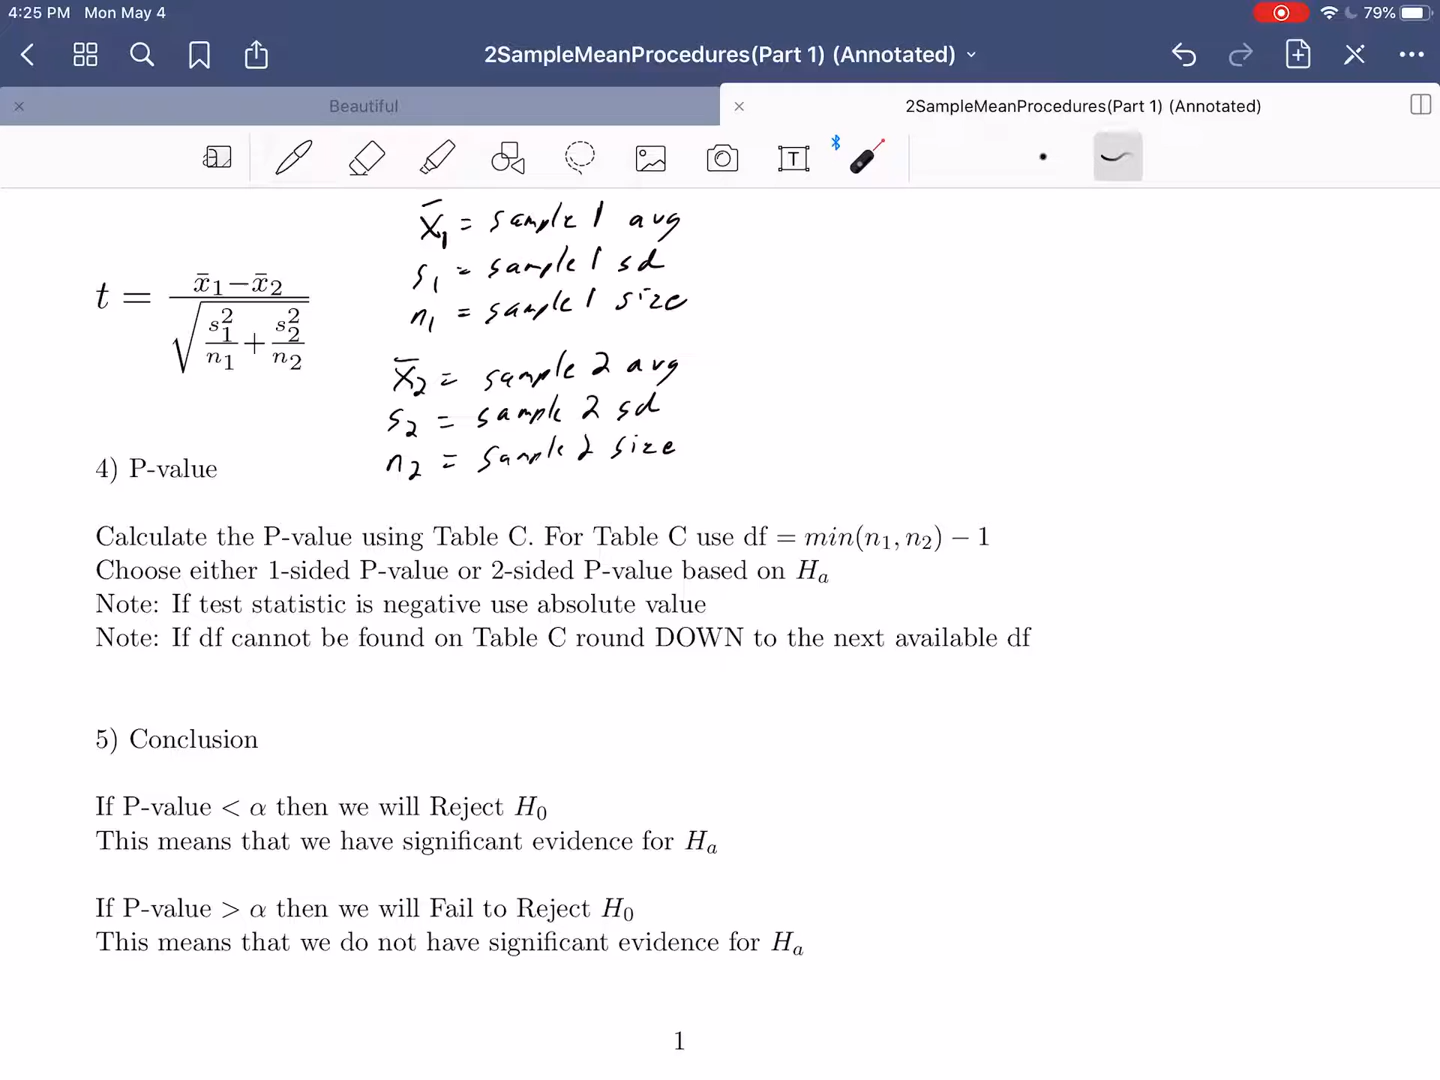 4:25 PM Mon May 4
79%
2SampleMeanProcedures(Part 1) (Annotated)
Beautiful
2SampleMeanProcedures(Part 1) (Annotated)
x̄₁ = sample 1 avg
s₁ = sample 1 sd
n₁ = sample 1 size
t = (x̄₁−x̄₂) / √(s₁²/n₁ + s₂²/n₂)
x̄₂ = sample 2 avg
s₂ = sample 2 sd
n₂ = sample 2 size
4) P-value
Calculate the P-value using Table C. For Table C use df = min(n₁, n₂) − 1
Choose either 1-sided P-value or 2-sided P-value based on Hₐ
Note: If test statistic is negative use absolute value
Note: If df cannot be found on Table C round DOWN to the next available df
5) Conclusion
If P-value < α then we will Reject H₀
This means that we have significant evidence for Hₐ
If P-value > α then we will Fail to Reject H₀
This means that we do not have significant evidence for Hₐ
1